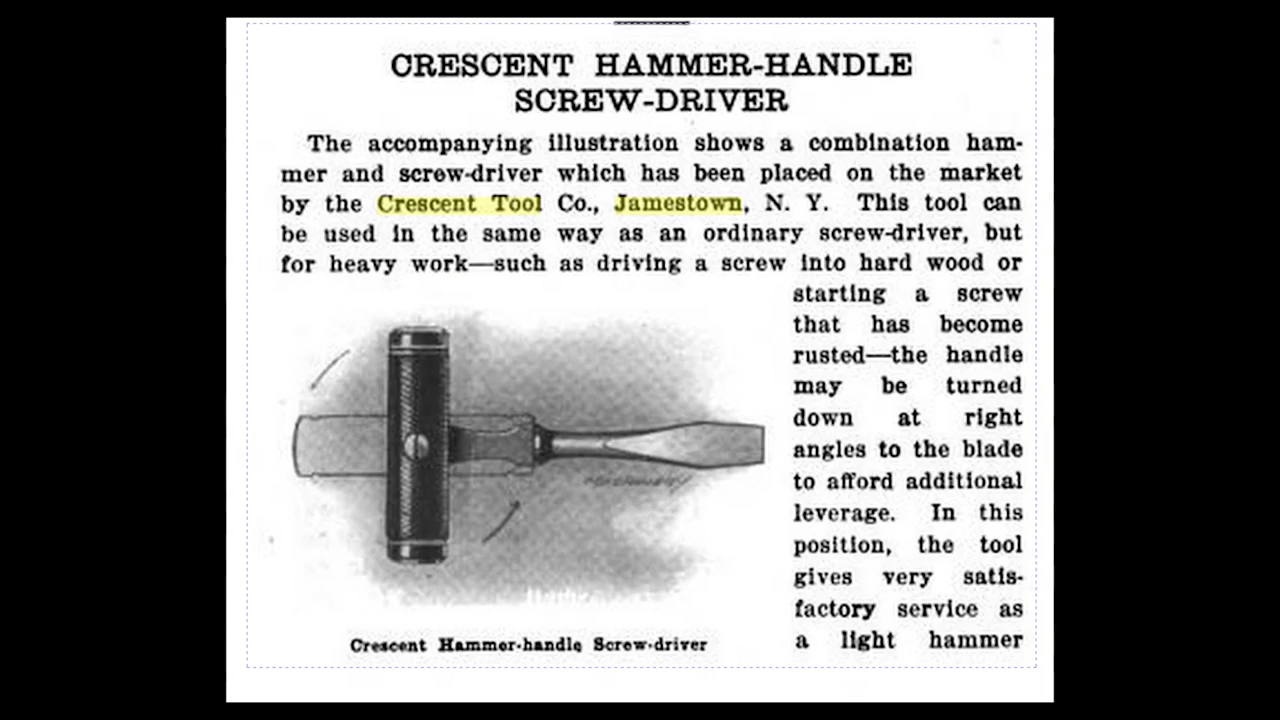 CRESCENT HAMMER-HANDLE
SCREW-DRIVER
The accompanying illustration shows a combination ham-
mer and screw-driver which has been placed on the market
by the Crescent Tool Co., Jamestown, N. Y. This tool can
be used in the same way as an ordinary screw-driver, but
for heavy work—such as driving a screw into hard wood or
starting a screw
that has become
rusted—the handle
may be turned
down at right
angles to the blade
to afford additional
leverage. In this
position, the tool
gives very satis-
factory service as
a light hammer
Crescent Hammer-handle Screw-driver